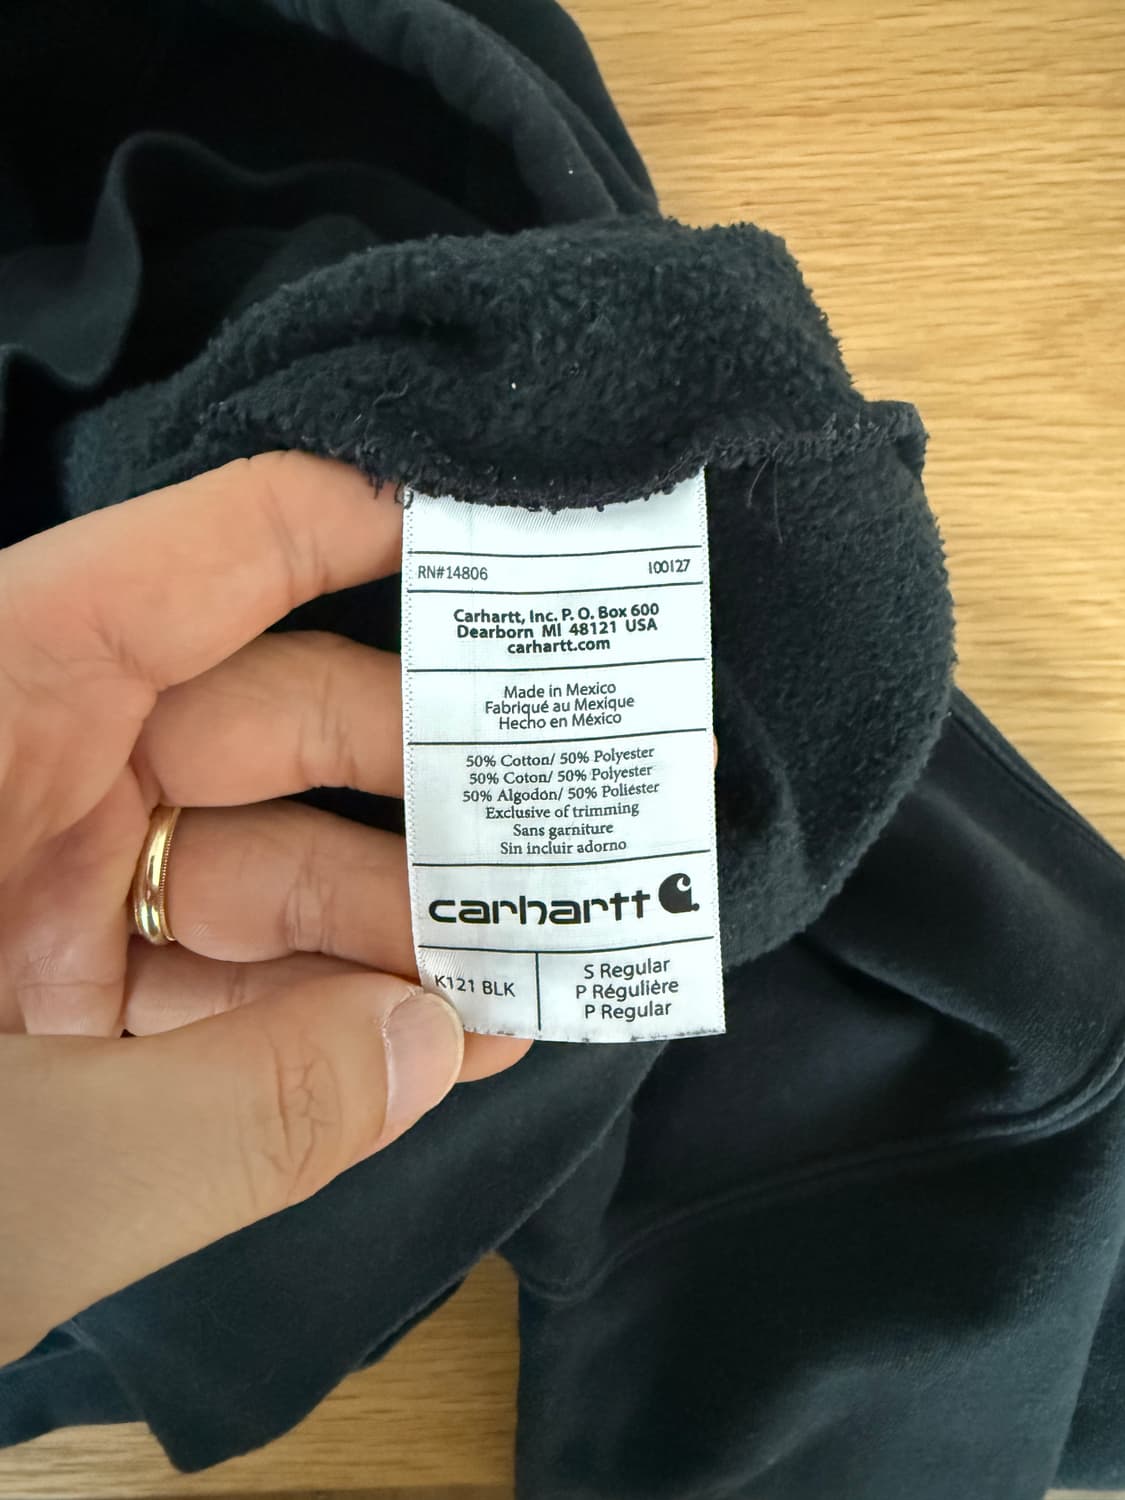 RN#14806 100127
Carhartt, Inc. P. O. Box 600
Dearborn MI 48121 USA
carhartt.com
Made in Mexico
Fabriqué au Mexique
Hecho en México
50% Cotton/ 50% Polyester
50% Coton/ 50% Polyester
50% Algodón/ 50% Poliéster
Exclusive of trimming
Sans garniture
Sin incluir adorno
carhartt
K121 BLK
S Regular
P Régulière
P Regular